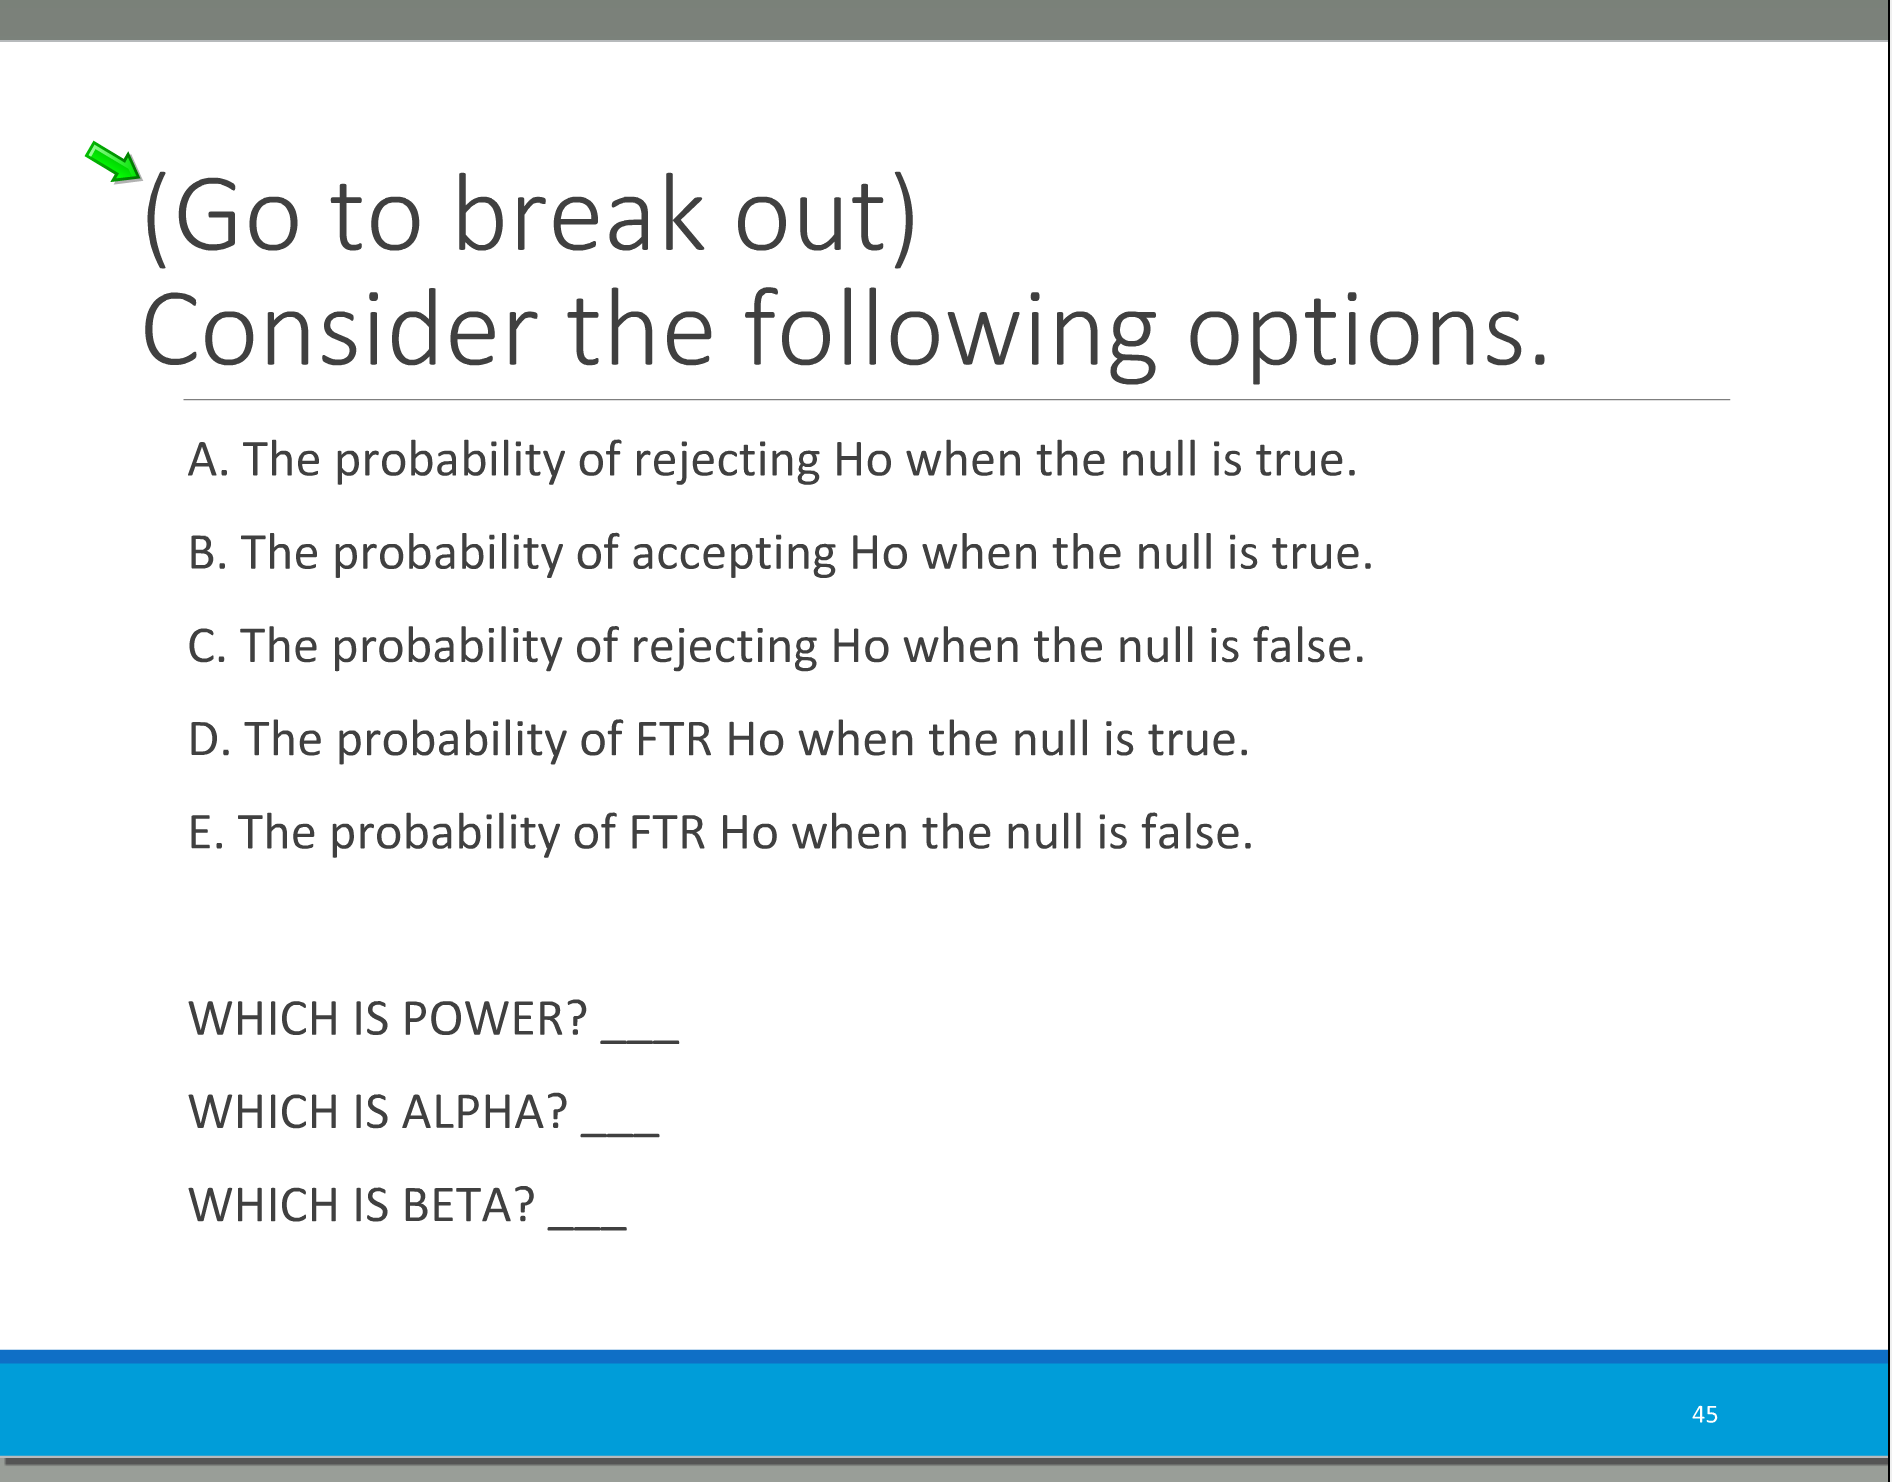 (Go to break out)
Consider the following options.
A. The probability of rejecting Ho when the null is true.
B. The probability of accepting Ho when the null is true.
C. The probability of rejecting Ho when the null is false.
D. The probability of FTR Ho when the null is true.
E. The probability of FTR Ho when the null is false.
WHICH IS POWER? ___
WHICH IS ALPHA? ___
WHICH IS BETA? ___
45